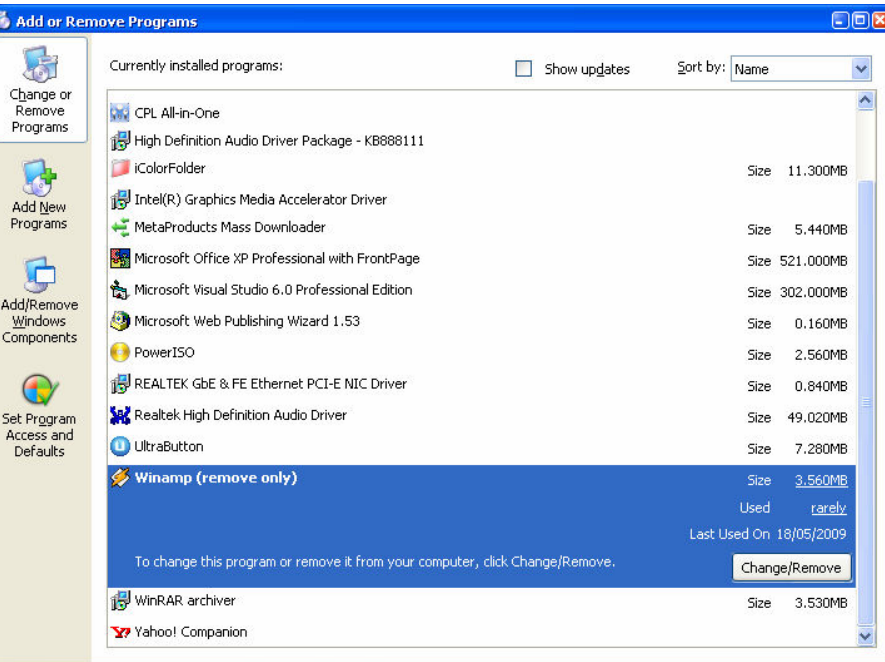 Add or Remove Programs
Change or
Remove
Programs
Add New
Programs
Add/Remove
Windows
Components
Set Program
Access and
Defaults
Currently installed programs:
Show updates
Sort by: Name
CPL All-in-One
High Definition Audio Driver Package - KB888111
iColorFolder Size 11.300MB
Intel(R) Graphics Media Accelerator Driver
MetaProducts Mass Downloader Size 5.440MB
Microsoft Office XP Professional with FrontPage Size 521.000MB
Microsoft Visual Studio 6.0 Professional Edition Size 302.000MB
Microsoft Web Publishing Wizard 1.53 Size 0.160MB
PowerISO Size 2.560MB
REALTEK GbE & FE Ethernet PCI-E NIC Driver Size 0.840MB
Realtek High Definition Audio Driver Size 49.020MB
UltraButton Size 7.280MB
Winamp (remove only) Size 3.560MB
Used rarely
Last Used On 18/05/2009
To change this program or remove it from your computer, click Change/Remove.
Change/Remove
WinRAR archiver Size 3.530MB
Yahoo! Companion